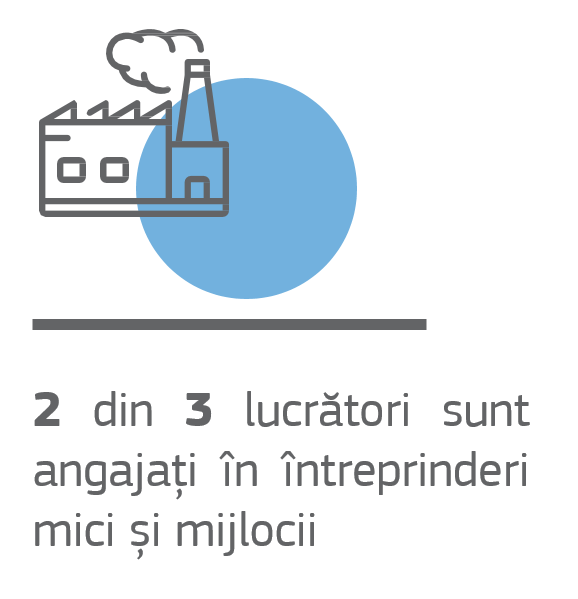 2 din 3 lucrători sunt
angajați în întreprinderi
mici și mijlocii